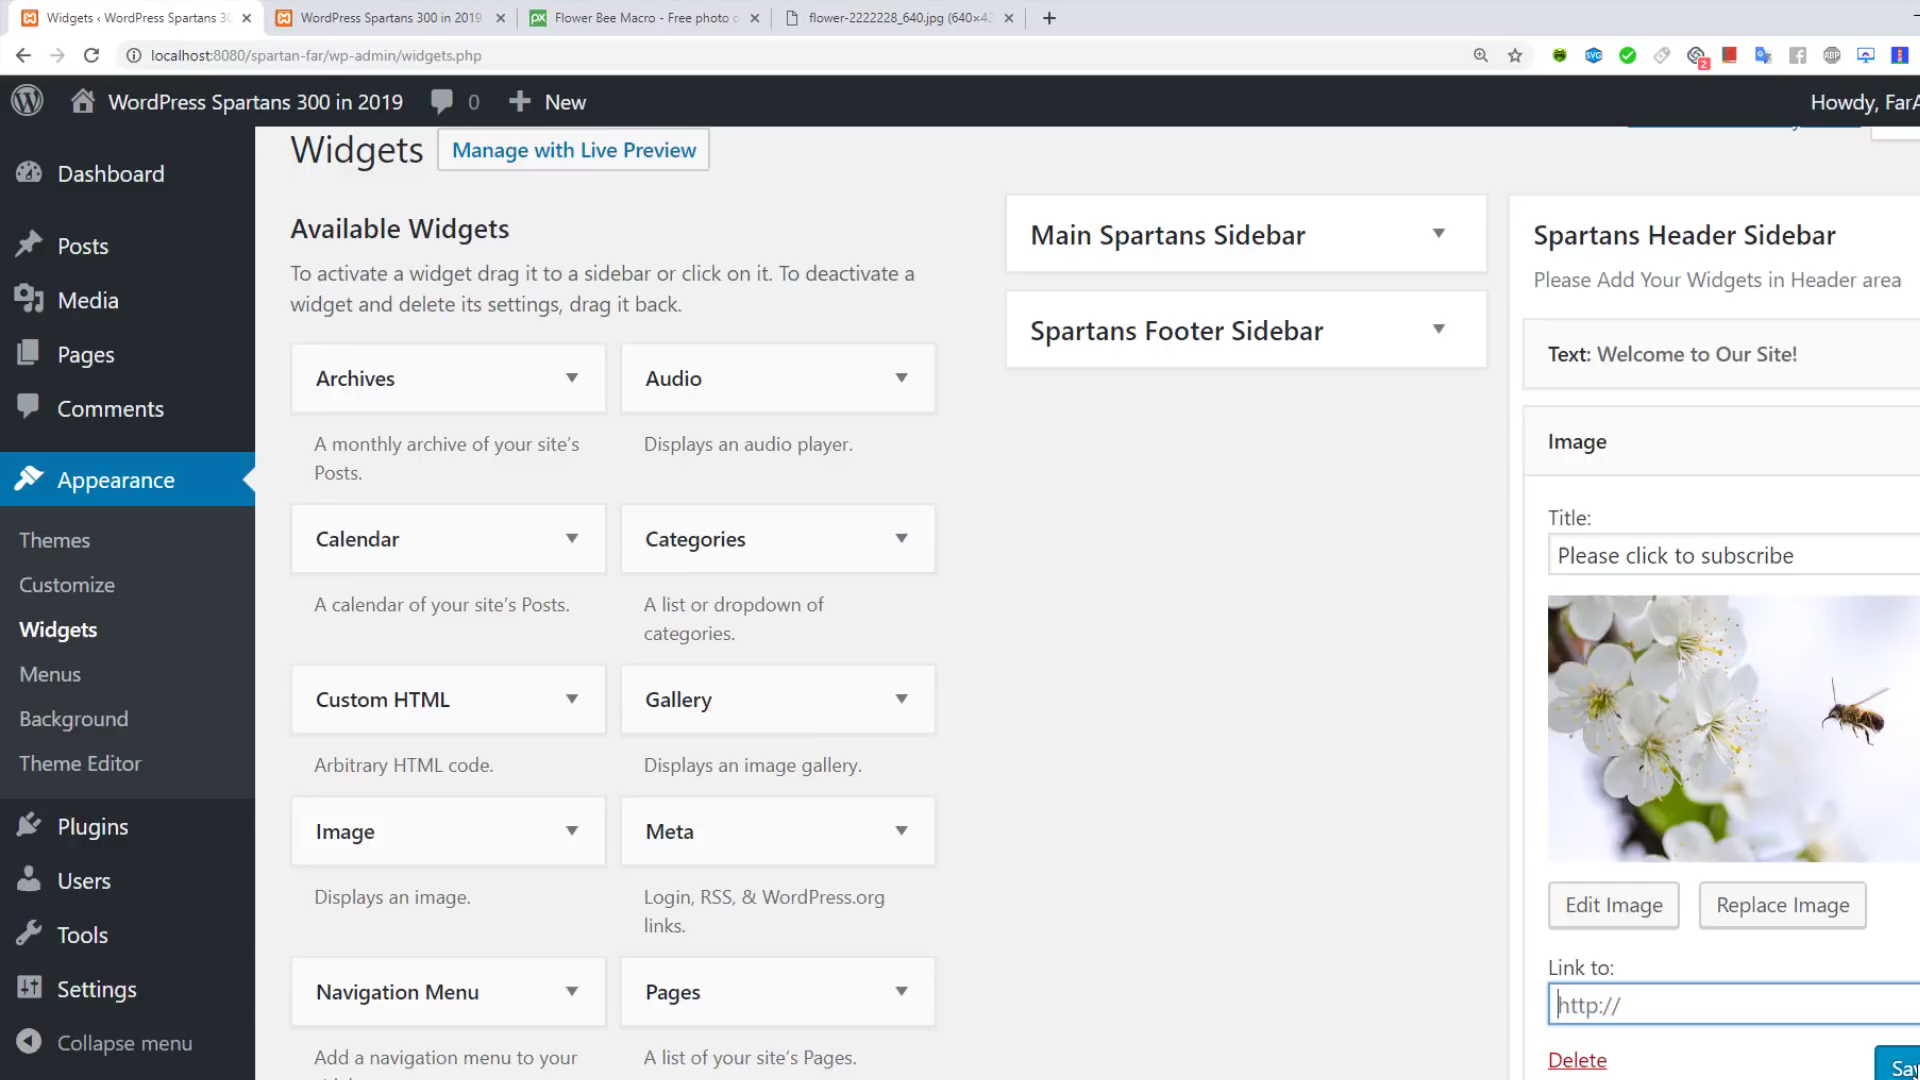 Widgets ‹ WordPress Spartans 30
WordPress Spartans 300 in 2019
Flower Bee Macro - Free photo o
flower-2222228_640.jpg (640×4
localhost:8080/spartan-far/wp-admin/widgets.php
SVG
2
ABP
WordPress Spartans 300 in 2019
0
New
Howdy, FarA
Dashboard
Posts
Media
Pages
Comments
Appearance
Themes
Customize
Widgets
Menus
Background
Theme Editor
Plugins
Users
Tools
Settings
Collapse menu
Widgets
Manage with Live Preview
Available Widgets
To activate a widget drag it to a sidebar or click on it. To deactivate a
widget and delete its settings, drag it back.
Archives
A monthly archive of your site's
Posts.
Audio
Displays an audio player.
Calendar
A calendar of your site's Posts.
Categories
A list or dropdown of
categories.
Custom HTML
Arbitrary HTML code.
Gallery
Displays an image gallery.
Image
Displays an image.
Meta
Login, RSS, & WordPress.org
links.
Navigation Menu
Add a navigation menu to your
Pages
A list of your site's Pages.
Main Spartans Sidebar
Spartans Footer Sidebar
Spartans Header Sidebar
Please Add Your Widgets in Header area
Text: Welcome to Our Site!
Image
Title:
Please click to subscribe
Edit Image
Replace Image
Link to:
http://
Delete
Sav